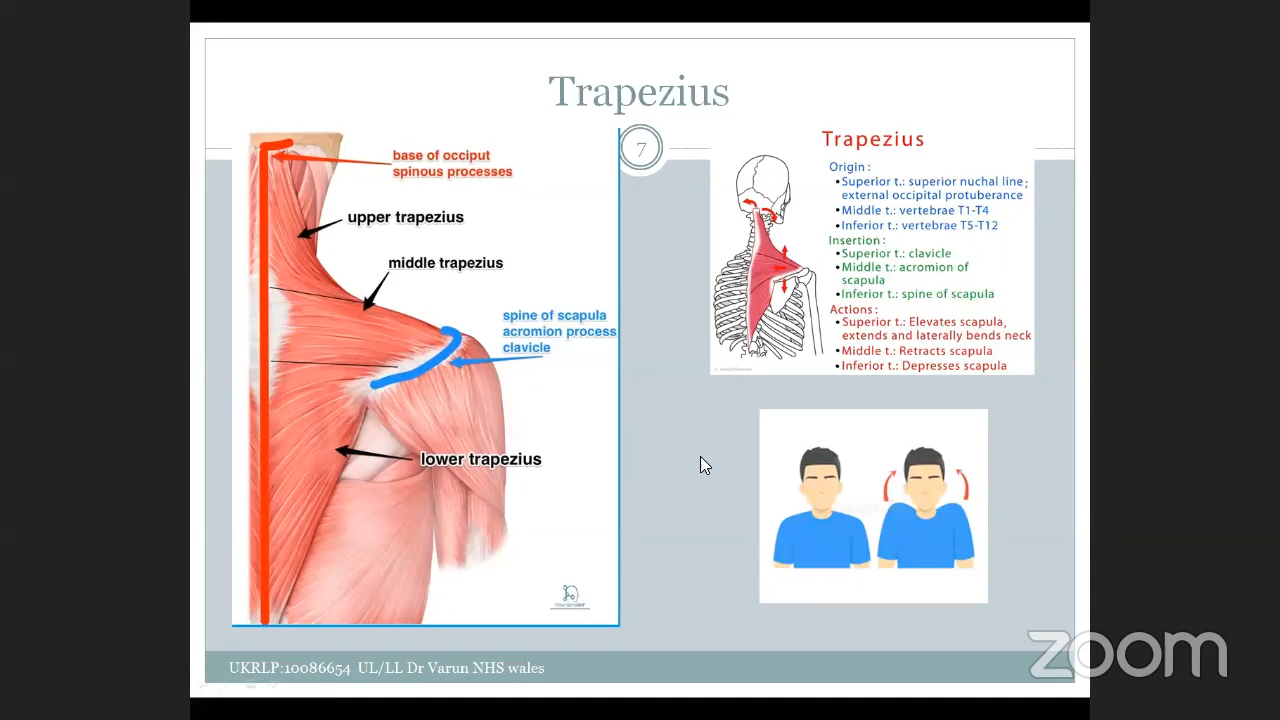 Trapezius
7
base of occiput
spinous processes
upper trapezius
middle trapezius
spine of scapula
acromion process
clavicle
lower trapezius
Trapezius
Origin:
•Superior t.: superior nuchal line;
external occipital protuberance
•Middle t.: vertebrae T1-T4
•Inferior t.: vertebrae T5-T12
Insertion:
•Superior t.: clavicle
•Middle t.: acromion of
scapula
•Inferior t.: spine of scapula
Actions:
•Superior t.: Elevates scapula,
extends and laterally bends neck
•Middle t.: Retracts scapula
•Inferior t.: Depresses scapula
UKRLP:10086654 UL/LL Dr Varun NHS wales
zoom